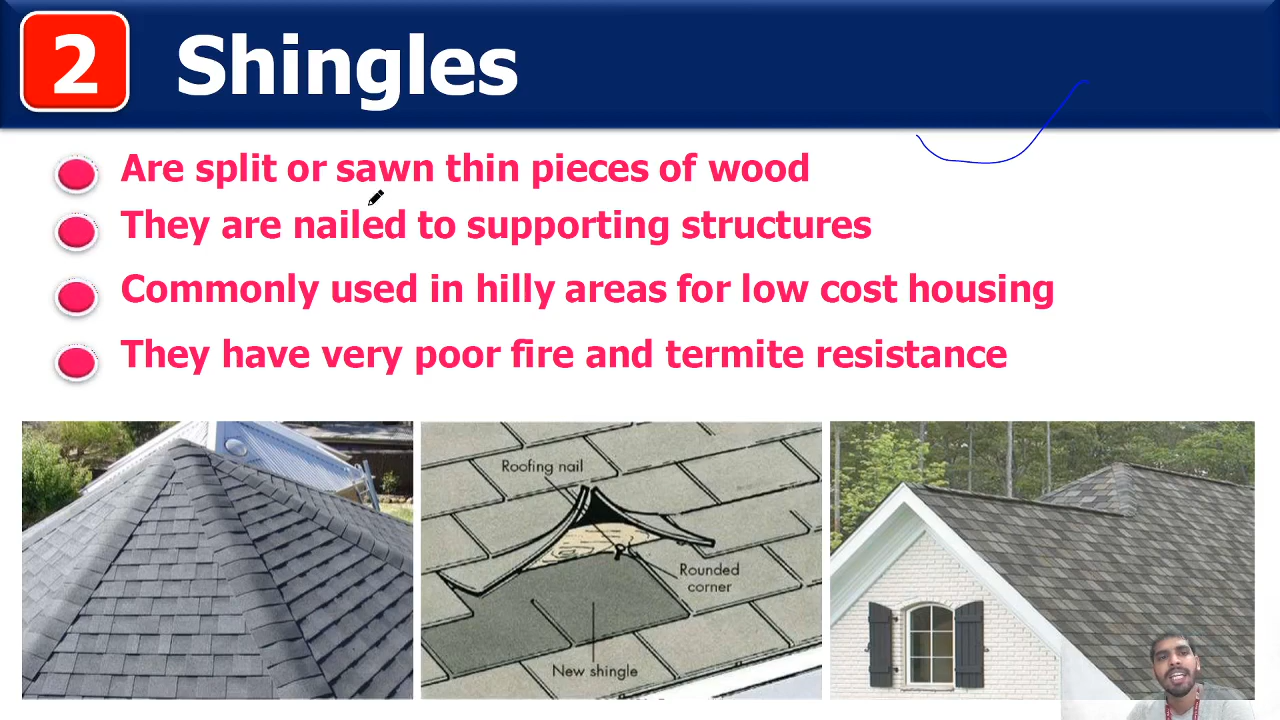 2 Shingles
Are split or sawn thin pieces of wood
They are nailed to supporting structures
Commonly used in hilly areas for low cost housing
They have very poor fire and termite resistance
Roofing nail
Rounded
corner
New shingle